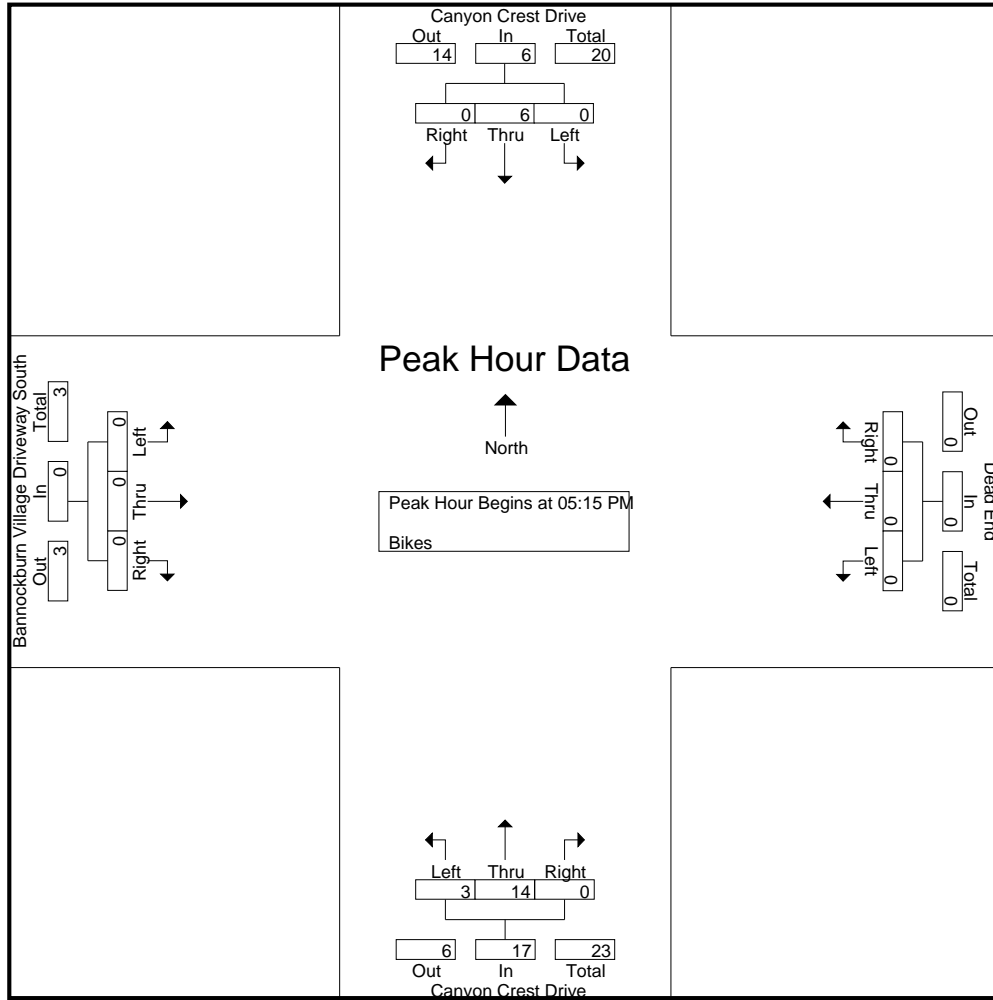 Canyon Crest Drive
Out In Total
14 6 20
0 6 0
Right Thru Left
Peak Hour Data
North
Peak Hour Begins at 05:15 PM
Bikes
Bannockburn Village Driveway South
Total In Out
3 0 3
0 0 0
Left Thru Right
Right Thru Left
0 0 0
Out In Total
0 0 0
Dead End
Left Thru Right
3 14 0
6 17 23
Out In Total
Canyon Crest Drive